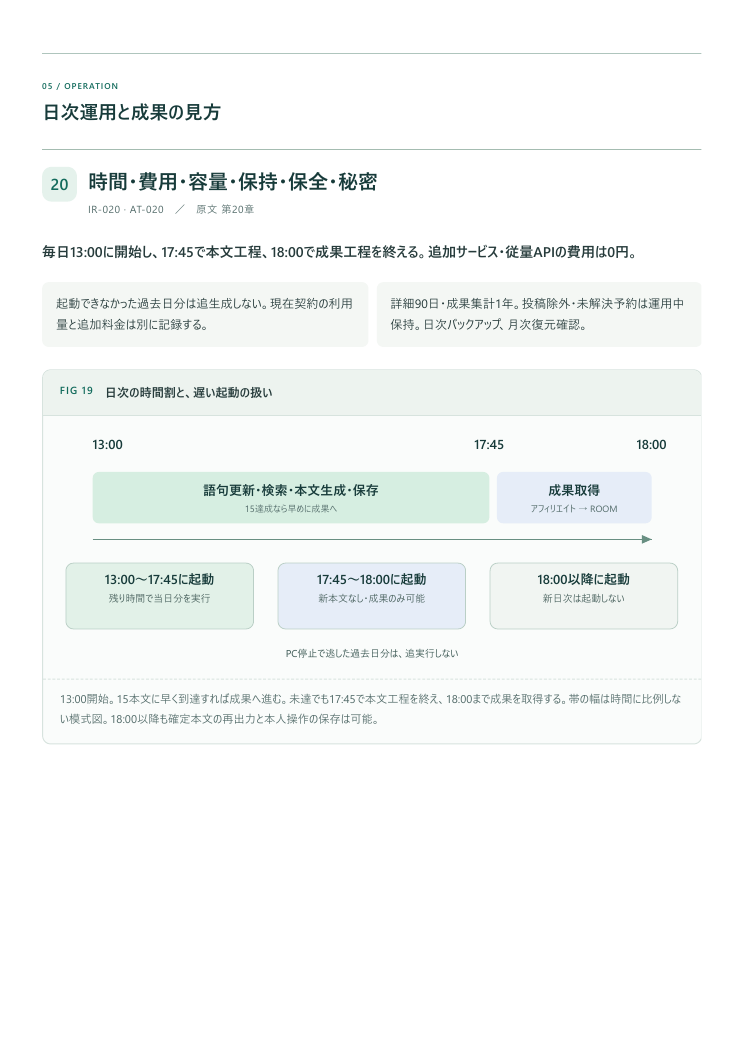 05 / OPERATION
日次運用と成果の見方
20
時間・費用・容量・保持・保全・秘密
IR-020 · AT-020 ／ 原文 第20章
毎日13:00に開始し、17:45で本文工程、18:00で成果工程を終える。追加サービス・従量APIの費用は0円。
起動できなかった過去日分は追生成しない。現在契約の利用
量と追加料金は別に記録する。
詳細90日・成果集計1年。投稿除外・未解決予約は運用中
保持。日次バックアップ、月次復元確認。
FIG 19 日次の時間割と、遅い起動の扱い
13:00 17:45 18:00
語句更新・検索・本文生成・保存
15達成なら早めに成果へ
成果取得
アフィリエイト → ROOM
13:00〜17:45に起動
残り時間で当日分を実行
17:45〜18:00に起動
新本文なし・成果のみ可能
18:00以降に起動
新日次は起動しない
PC停止で逃した過去日分は、追実行しない
13:00開始。15本文に早く到達すれば成果へ進む。未達でも17:45で本文工程を終え、18:00まで成果を取得する。帯の幅は時間に比例しな
い模式図。18:00以降も確定本文の再出力と本人操作の保存は可能。